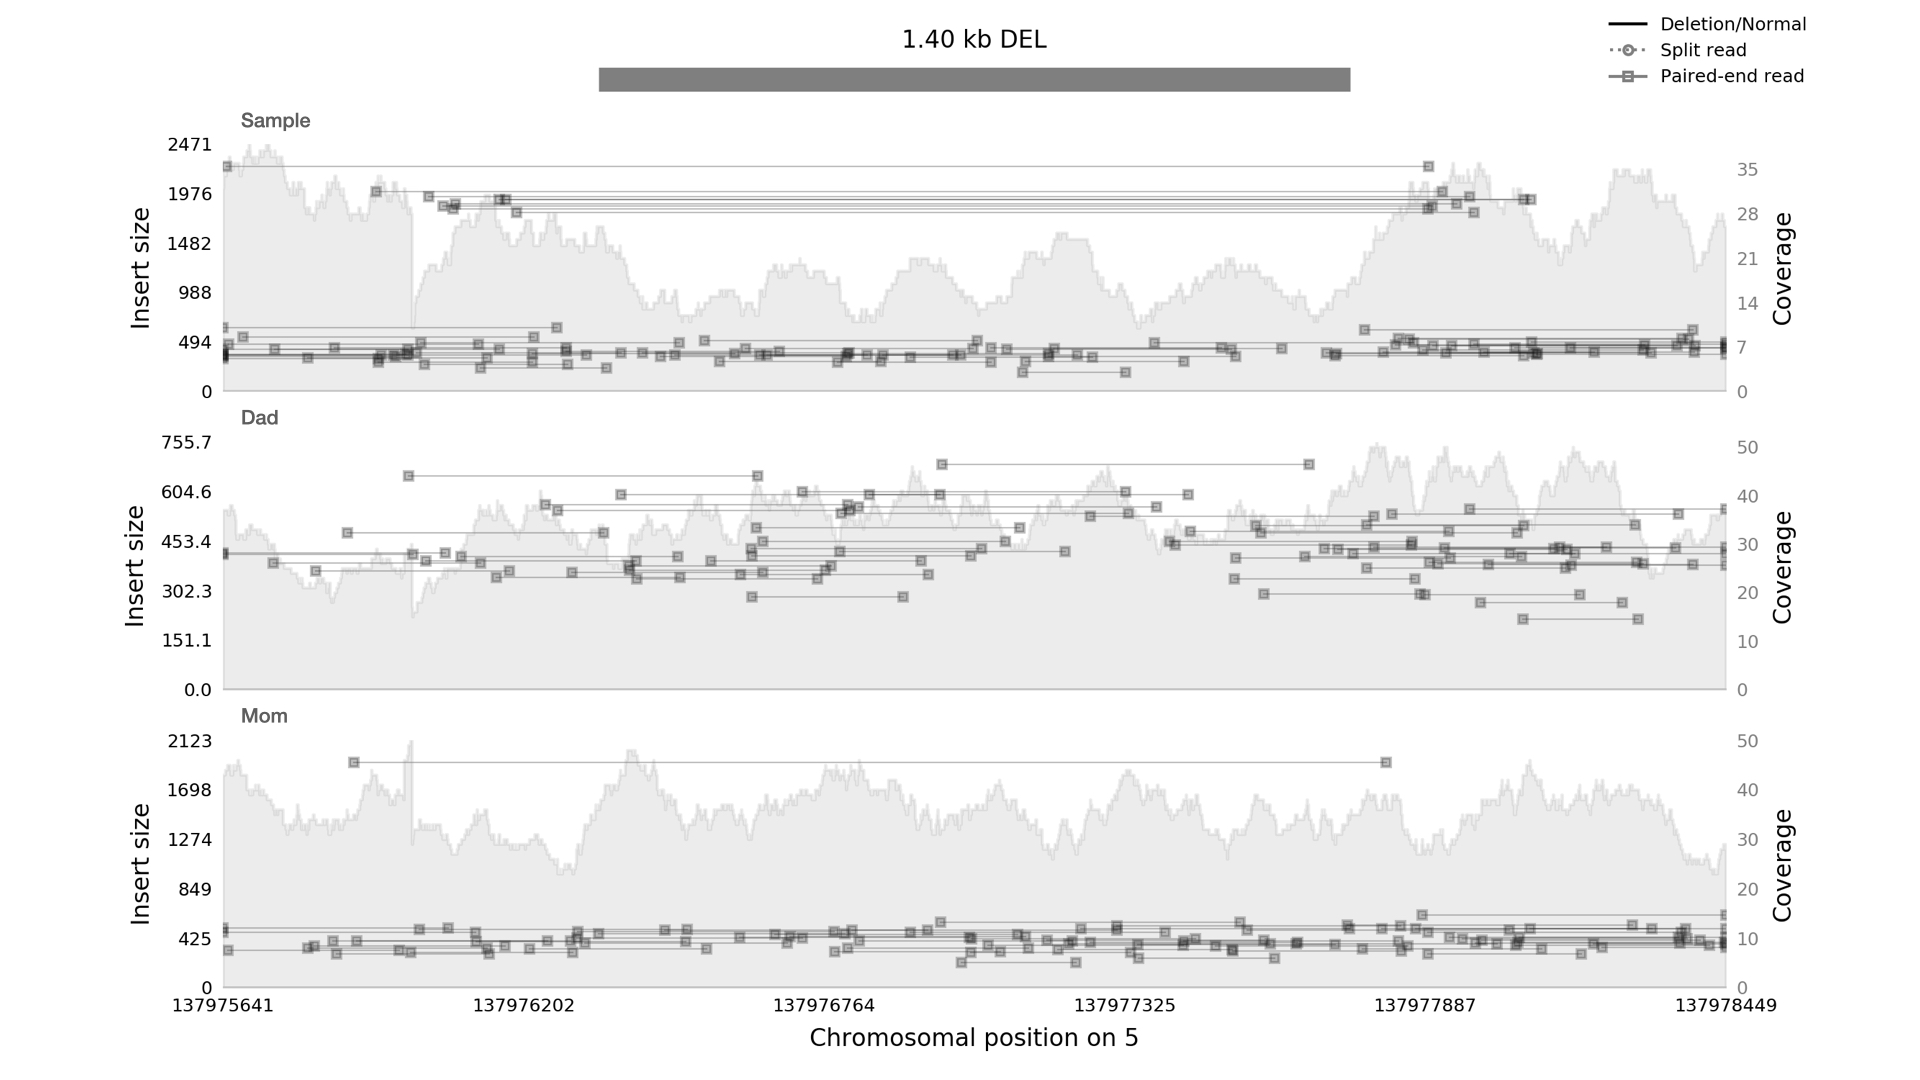 1.40 kb DEL
Deletion/Normal
Split read
Paired-end read
Sample
2471
1976
1482
988
494
0
Insert size
35
28
21
14
7
0
Coverage
Dad
755.7
604.6
453.4
302.3
151.1
0.0
Insert size
50
40
30
20
10
0
Coverage
Mom
2123
1698
1274
849
425
0
Insert size
50
40
30
20
10
0
Coverage
137975641 137976202 137976764 137977325 137977887 137978449
Chromosomal position on 5